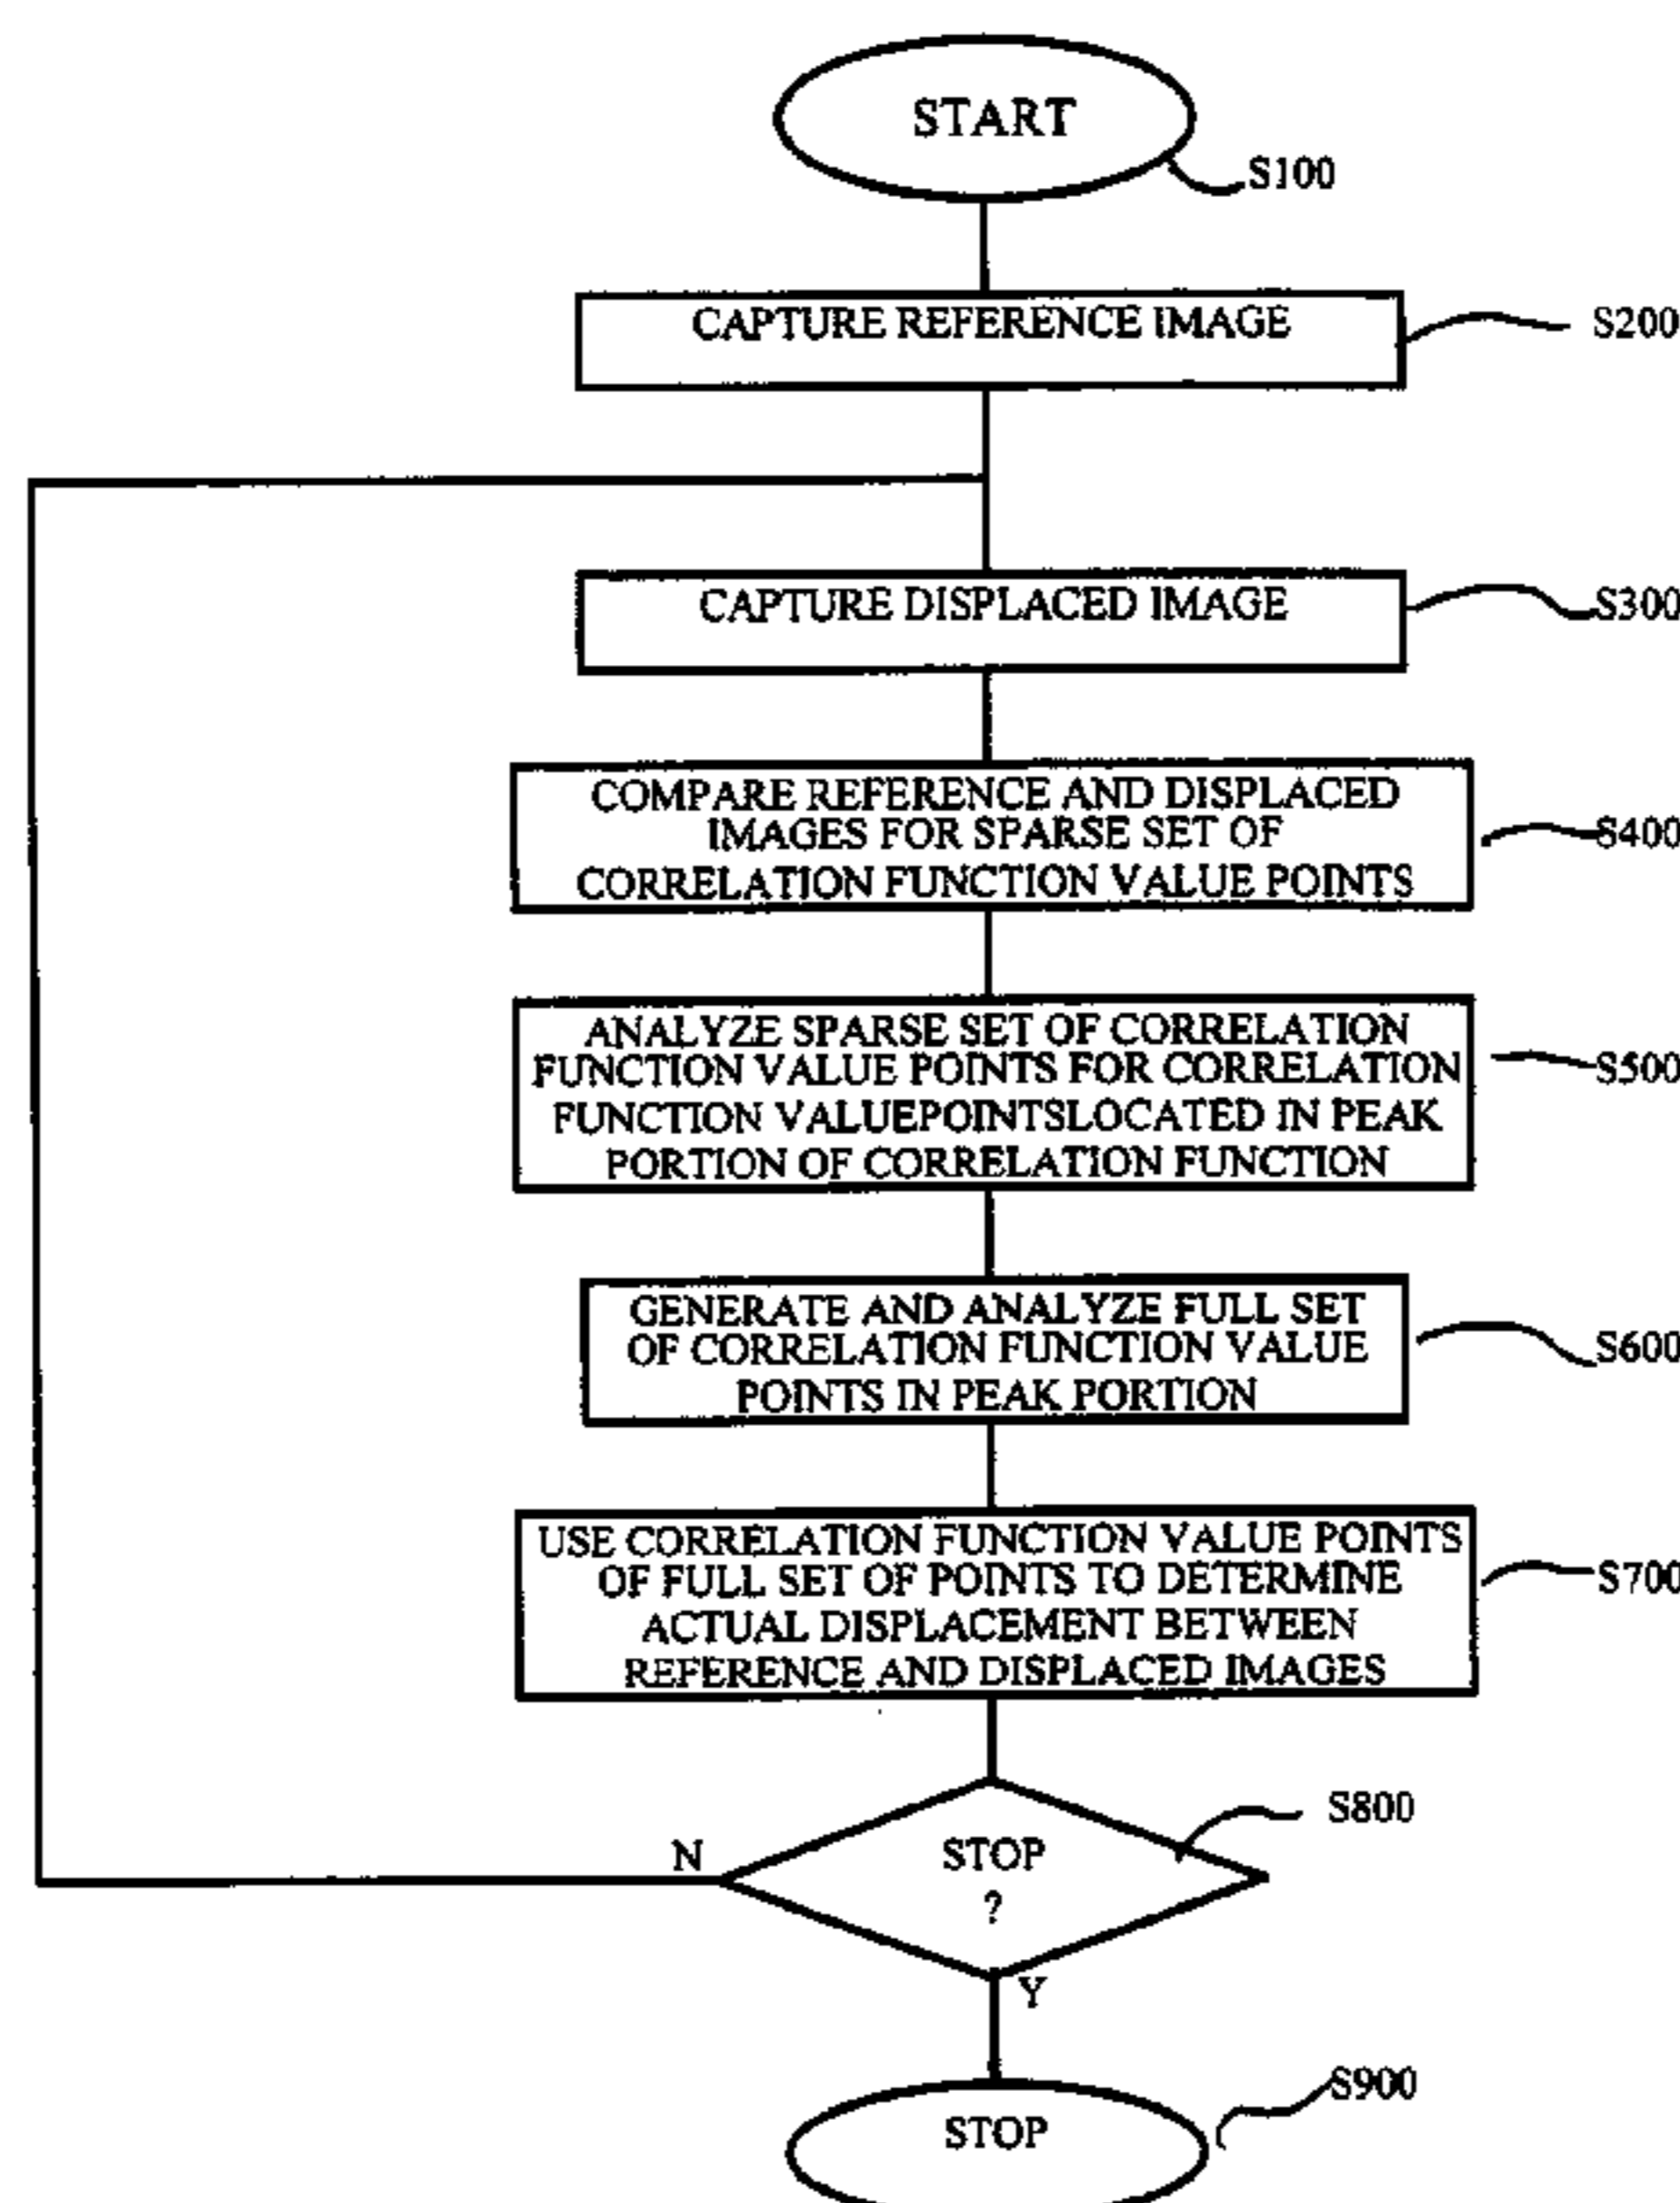 START
S100
CAPTURE REFERENCE IMAGE
S200
CAPTURE DISPLACED IMAGE
S300
COMPARE REFERENCE AND DISPLACED
IMAGES FOR SPARSE SET OF
CORRELATION FUNCTION VALUE POINTS
S400
ANALYZE SPARSE SET OF CORRELATION
FUNCTION VALUE POINTS FOR CORRELATION
FUNCTION VALUEPOINTSLOCATED IN PEAK
PORTION OF CORRELATION FUNCTION
S500
GENERATE AND ANALYZE FULL SET
OF CORRELATION FUNCTION VALUE
POINTS IN PEAK PORTION
S600
USE CORRELATION FUNCTION VALUE POINTS
OF FULL SET OF POINTS TO DETERMINE
ACTUAL DISPLACEMENT BETWEEN
REFERENCE AND DISPLACED IMAGES
S700
STOP
?
S800
N
Y
STOP
S900